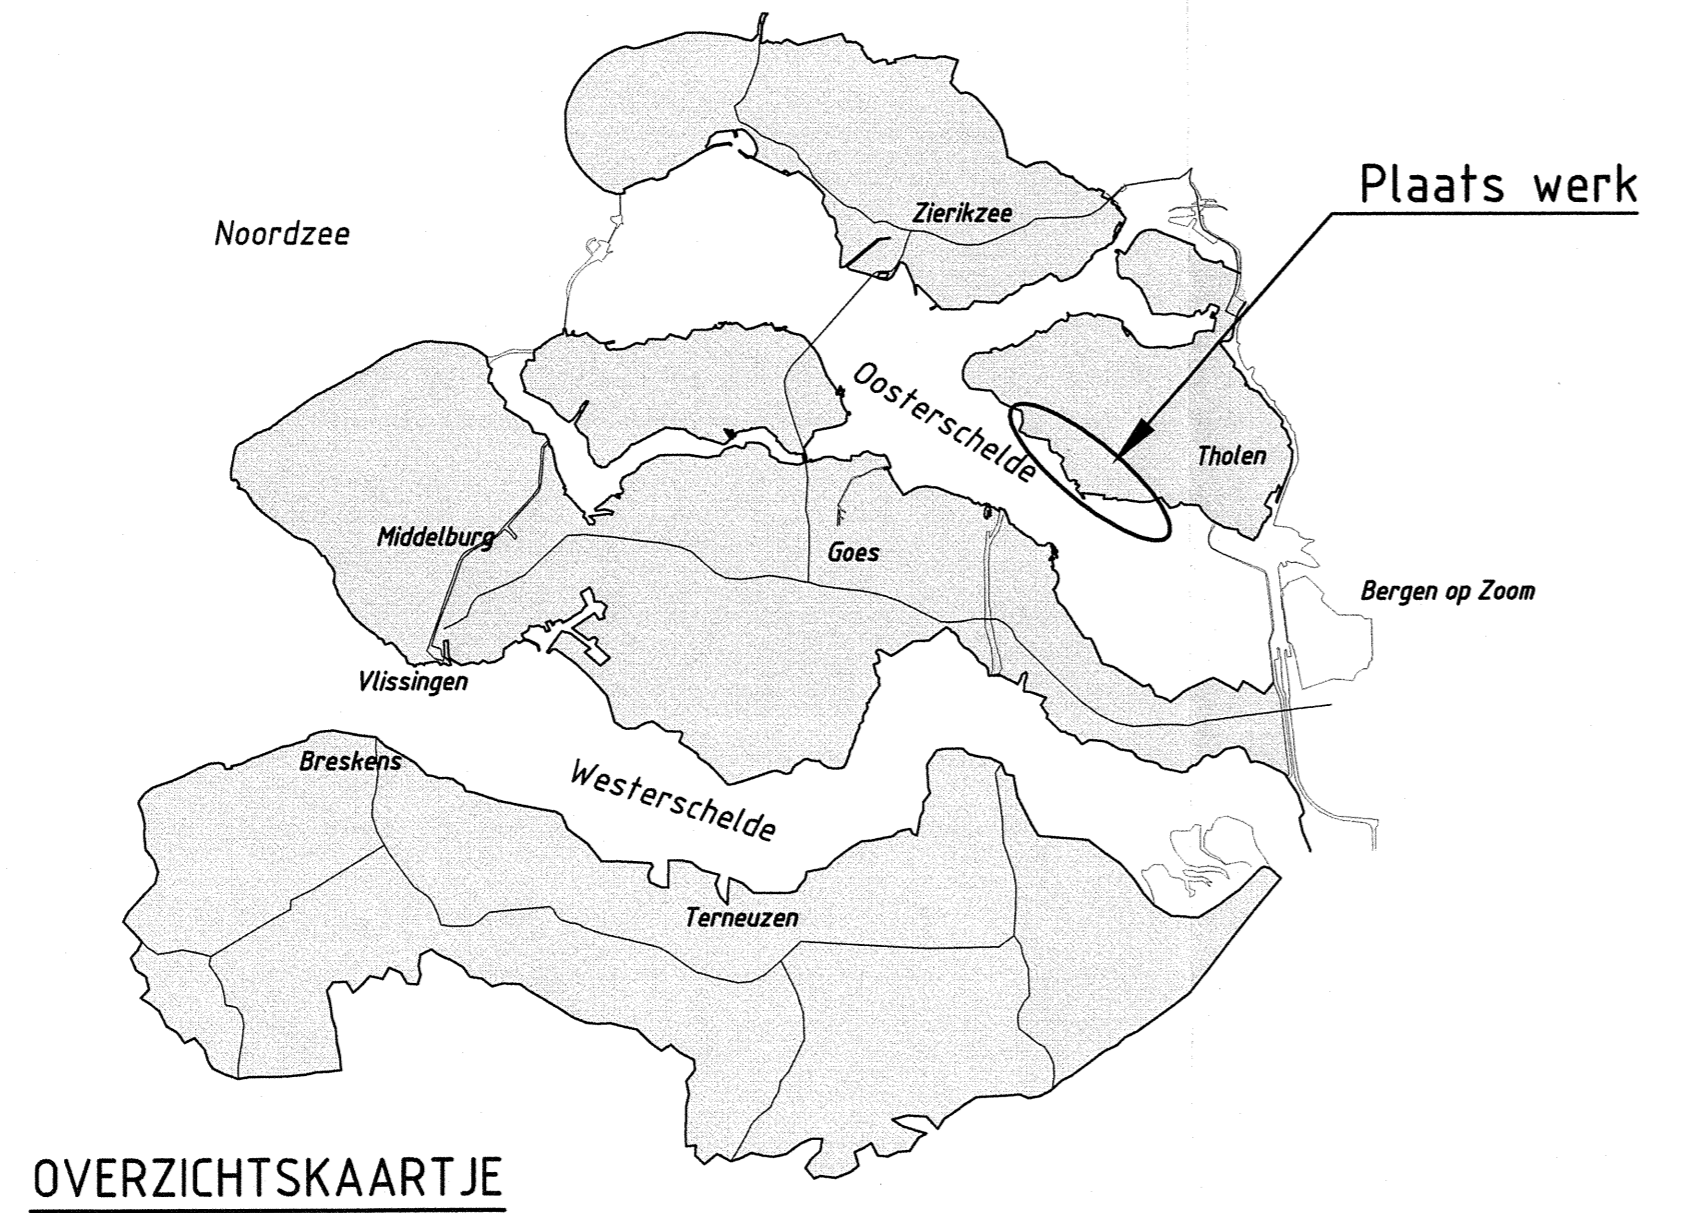 Plaats werk
Zierikzee
Noordzee
Oosterschelde
Tholen
Middelburg
Goes
Bergen op Zoom
Vlissingen
Breskens
Westerschelde
Terneuzen
OVERZICHTSKAARTJE